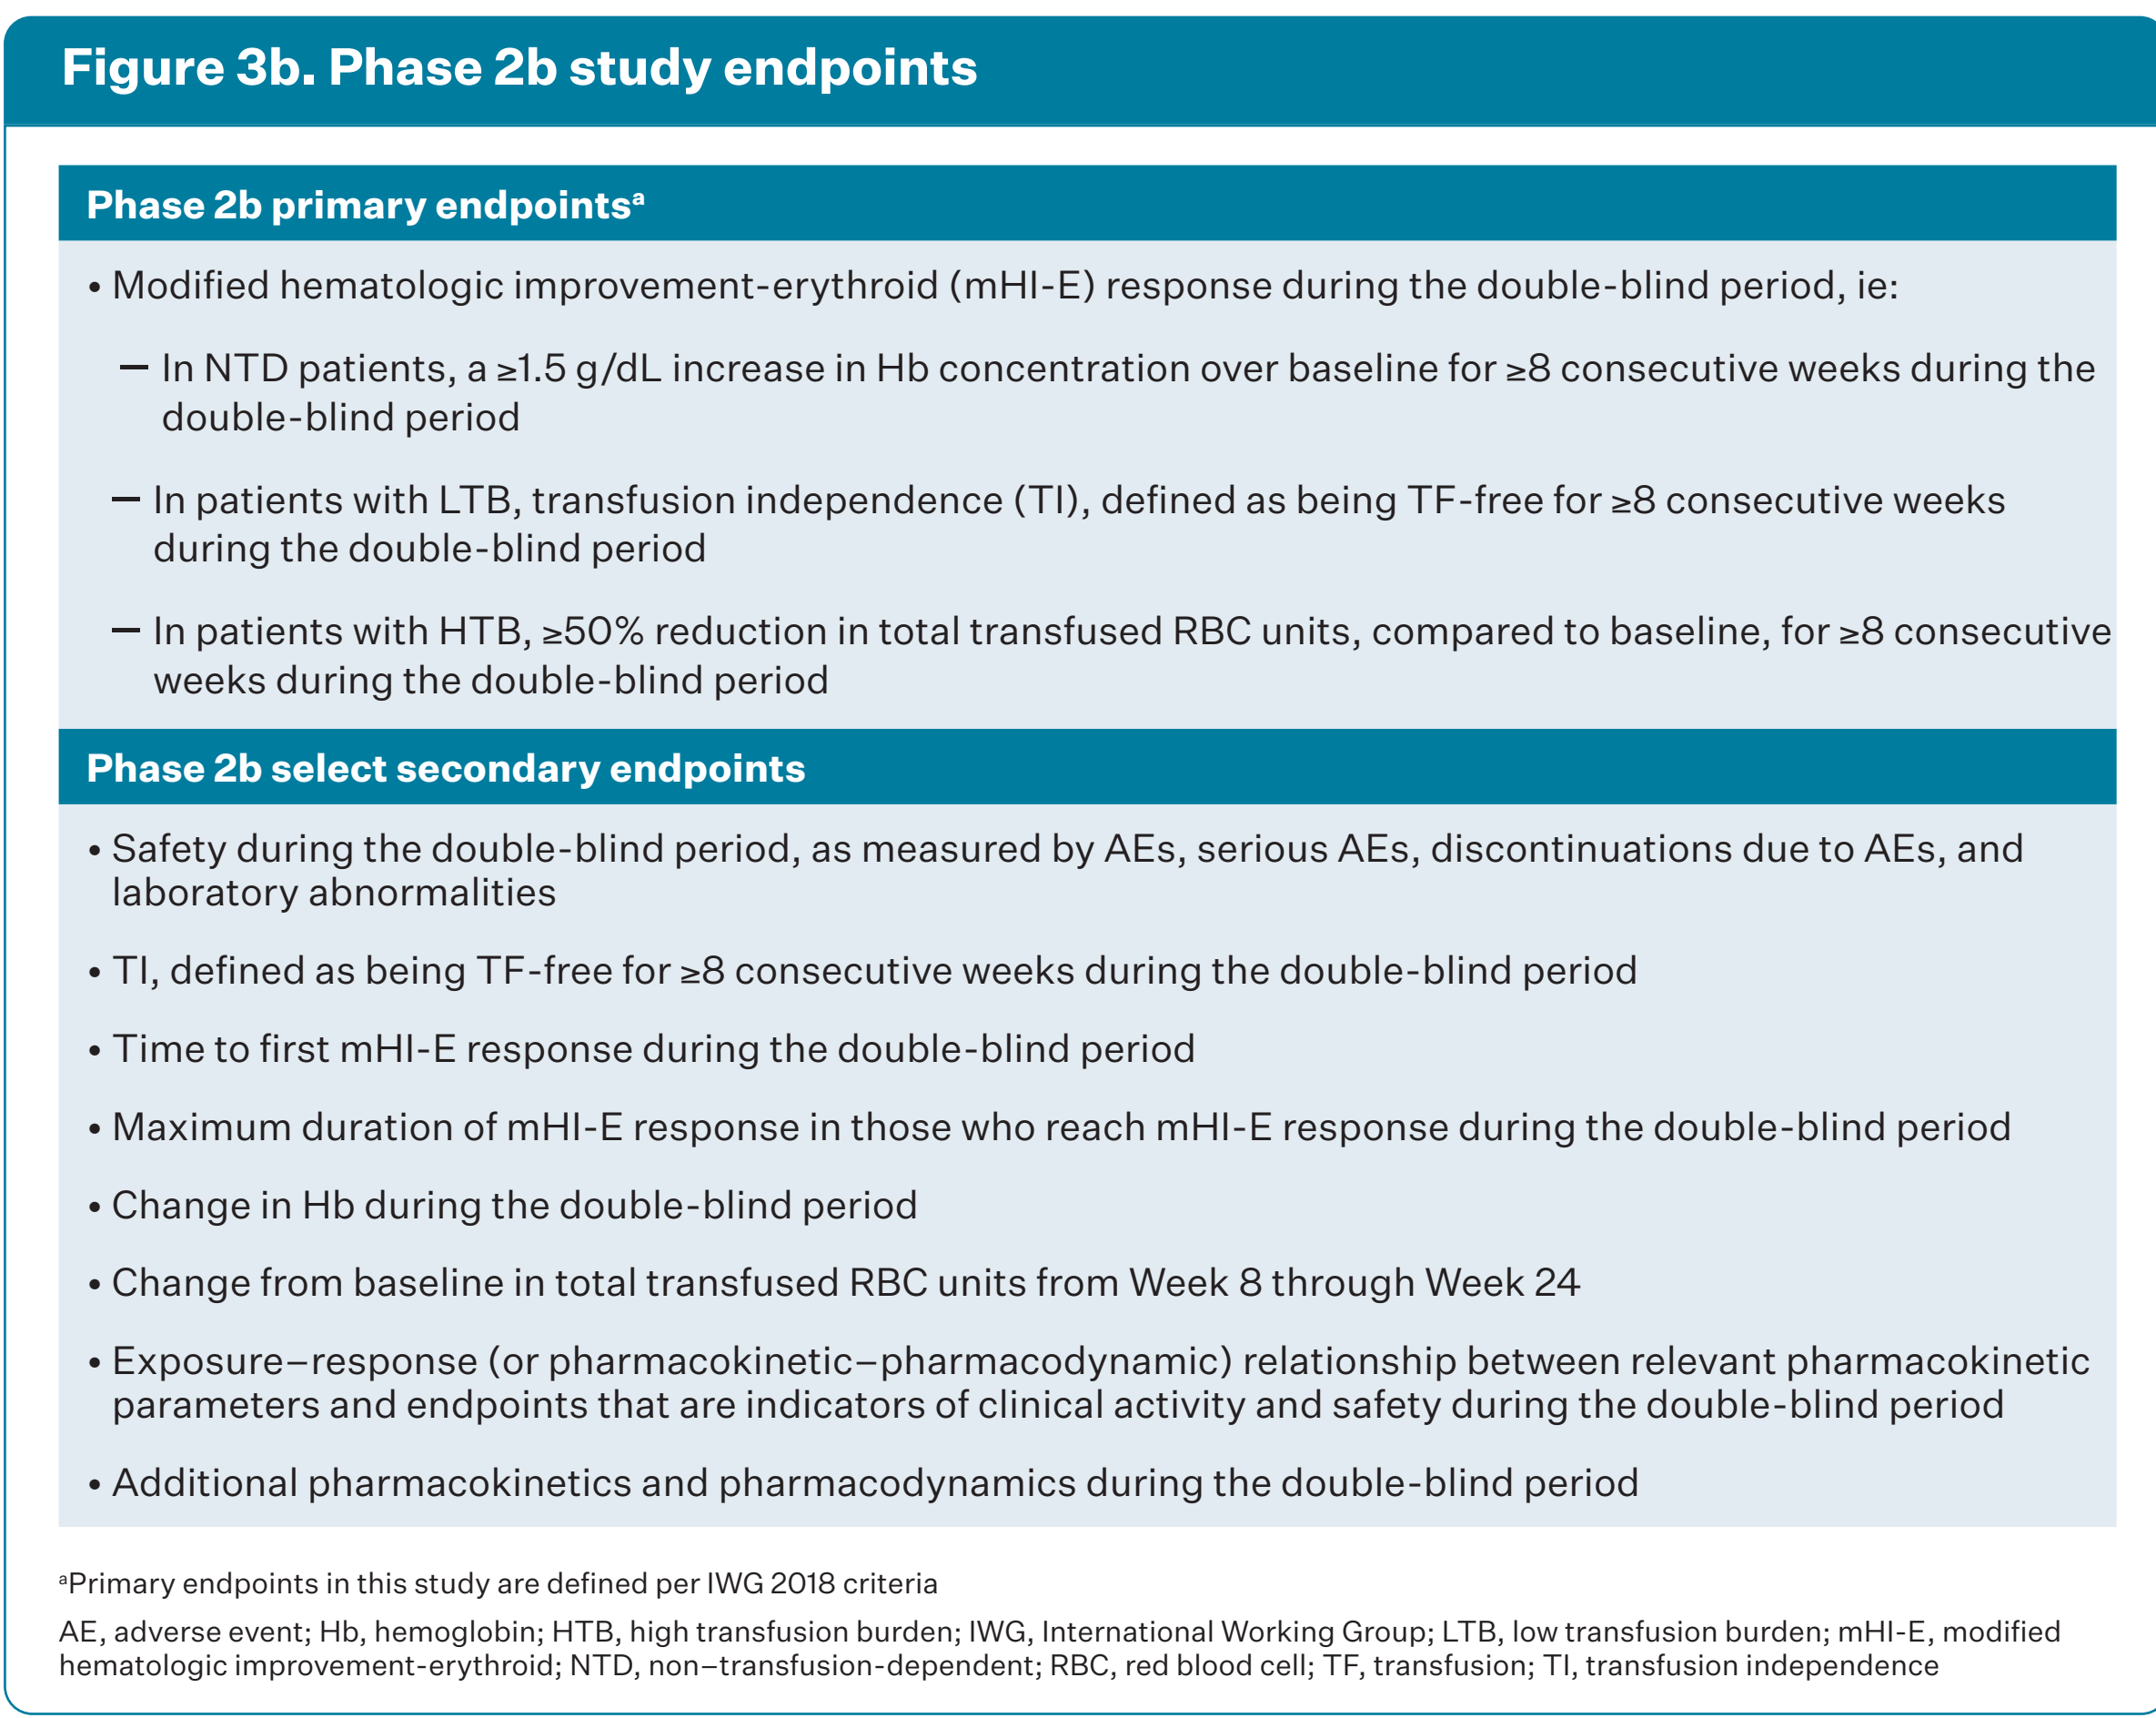 Figure 3b. Phase 2b study endpoints
Phase 2b primary endpointsᵃ
• Modified hematologic improvement-erythroid (mHI-E) response during the double-blind period, ie:
— In NTD patients, a ≥1.5 g/dL increase in Hb concentration over baseline for ≥8 consecutive weeks during the
double-blind period
— In patients with LTB, transfusion independence (TI), defined as being TF-free for ≥8 consecutive weeks
during the double-blind period
— In patients with HTB, ≥50% reduction in total transfused RBC units, compared to baseline, for ≥8 consecutive
weeks during the double-blind period
Phase 2b select secondary endpoints
• Safety during the double-blind period, as measured by AEs, serious AEs, discontinuations due to AEs, and
laboratory abnormalities
• TI, defined as being TF-free for ≥8 consecutive weeks during the double-blind period
• Time to first mHI-E response during the double-blind period
• Maximum duration of mHI-E response in those who reach mHI-E response during the double-blind period
• Change in Hb during the double-blind period
• Change from baseline in total transfused RBC units from Week 8 through Week 24
• Exposure–response (or pharmacokinetic–pharmacodynamic) relationship between relevant pharmacokinetic
parameters and endpoints that are indicators of clinical activity and safety during the double-blind period
• Additional pharmacokinetics and pharmacodynamics during the double-blind period
ᵃPrimary endpoints in this study are defined per IWG 2018 criteria
AE, adverse event; Hb, hemoglobin; HTB, high transfusion burden; IWG, International Working Group; LTB, low transfusion burden; mHI-E, modified
hematologic improvement-erythroid; NTD, non–transfusion-dependent; RBC, red blood cell; TF, transfusion; TI, transfusion independence